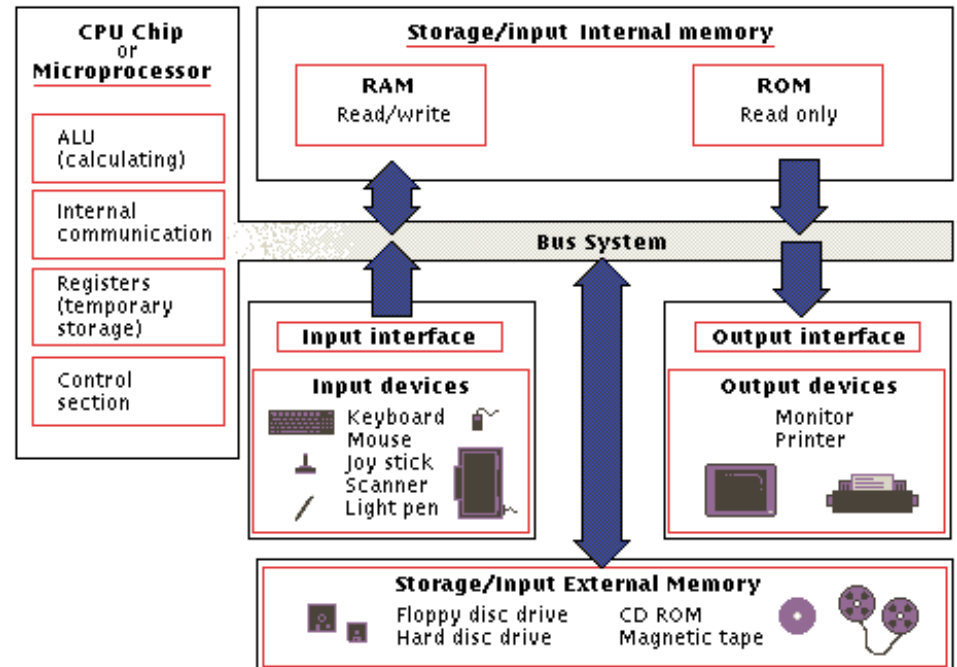 CPU Chip
or
Microprocessor
ALU
(calculating)
Internal
communication
Registers
(temporary
storage)
Control
section
Storage/input Internal memory
RAM
Read/write
ROM
Read only
Bus System
Input interface
Input devices
Keyboard
Mouse
Joy stick
Scanner
Light pen
Output interface
Output devices
Monitor
Printer
Storage/Input External Memory
Floppy disc drive
Hard disc drive
CD ROM
Magnetic tape